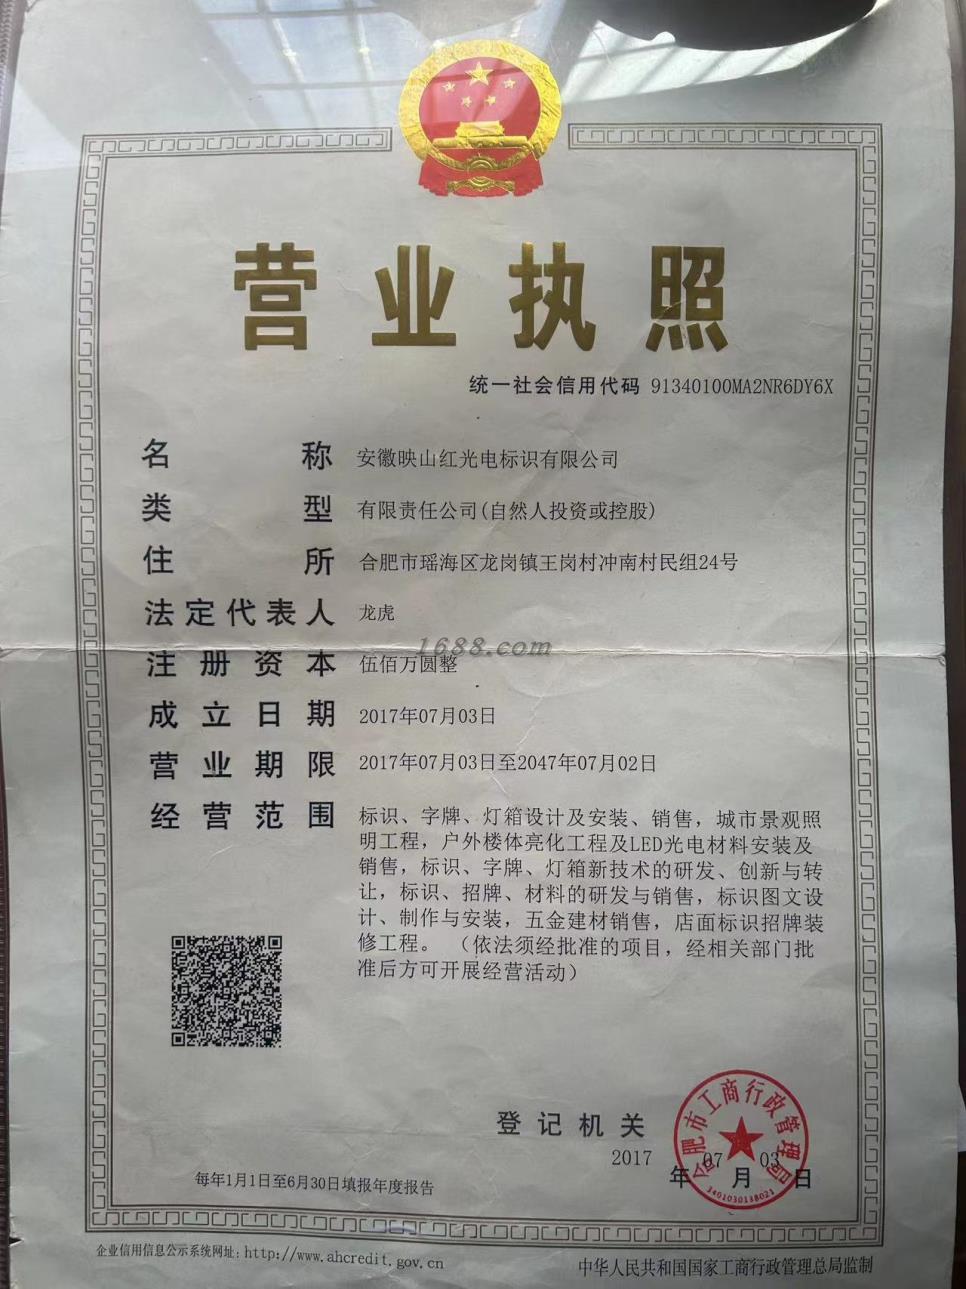 营业执照
统一社会信用代码 91340100MA2NR6DY6X
名称 安徽映山红光电标识有限公司
类型 有限责任公司(自然人投资或控股)
住所 合肥市瑶海区龙岗镇王岗村冲南村民组24号
法定代表人 龙虎
1688.com
注册资本 伍佰万圆整
成立日期 2017年07月03日
营业期限 2017年07月03日至2047年07月02日
经营范围 标识、字牌、灯箱设计及安装、销售，城市景观照
明工程，户外楼体亮化工程及LED光电材料安装及
销售，标识、字牌、灯箱新技术的研发、创新与转
让，标识、招牌、材料的研发与销售，标识图文设
计、制作与安装，五金建材销售，店面标识招牌装
修工程。（依法须经批准的项目，经相关部门批
准后方可开展经营活动）
登记机关
合肥市工商行政管理局
3401030138021
2017年07月03日
每年1月1日至6月30日填报年度报告
企业信用信息公示系统网址：http://www.ahcredit.gov.cn
中华人民共和国国家工商行政管理总局监制